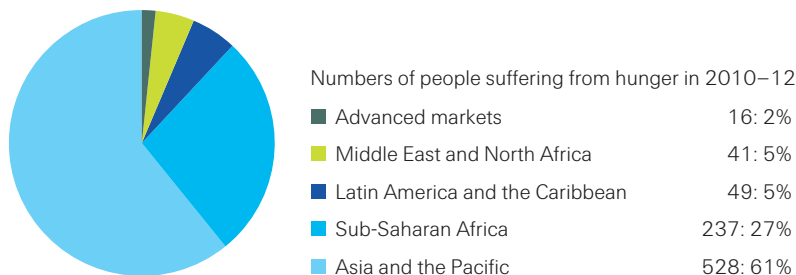 Numbers of people suffering from hunger in 2010–12
Advanced markets 16: 2%
Middle East and North Africa 41: 5%
Latin America and the Caribbean 49: 5%
Sub-Saharan Africa 237: 27%
Asia and the Pacific 528: 61%